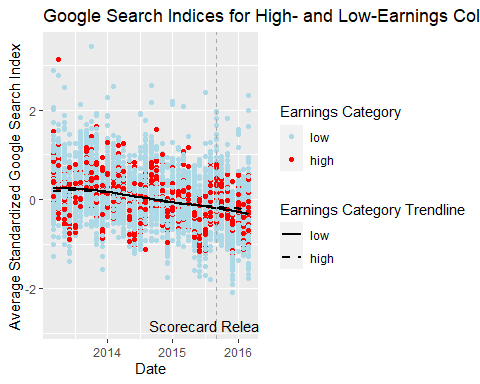 Google Search Indices for High- and Low-Earnings Col
Average Standardized Google Search Index
2
0
-2
Scorecard Relea
2014
2015
2016
Date
Earnings Category
low
high
Earnings Category Trendline
low
high